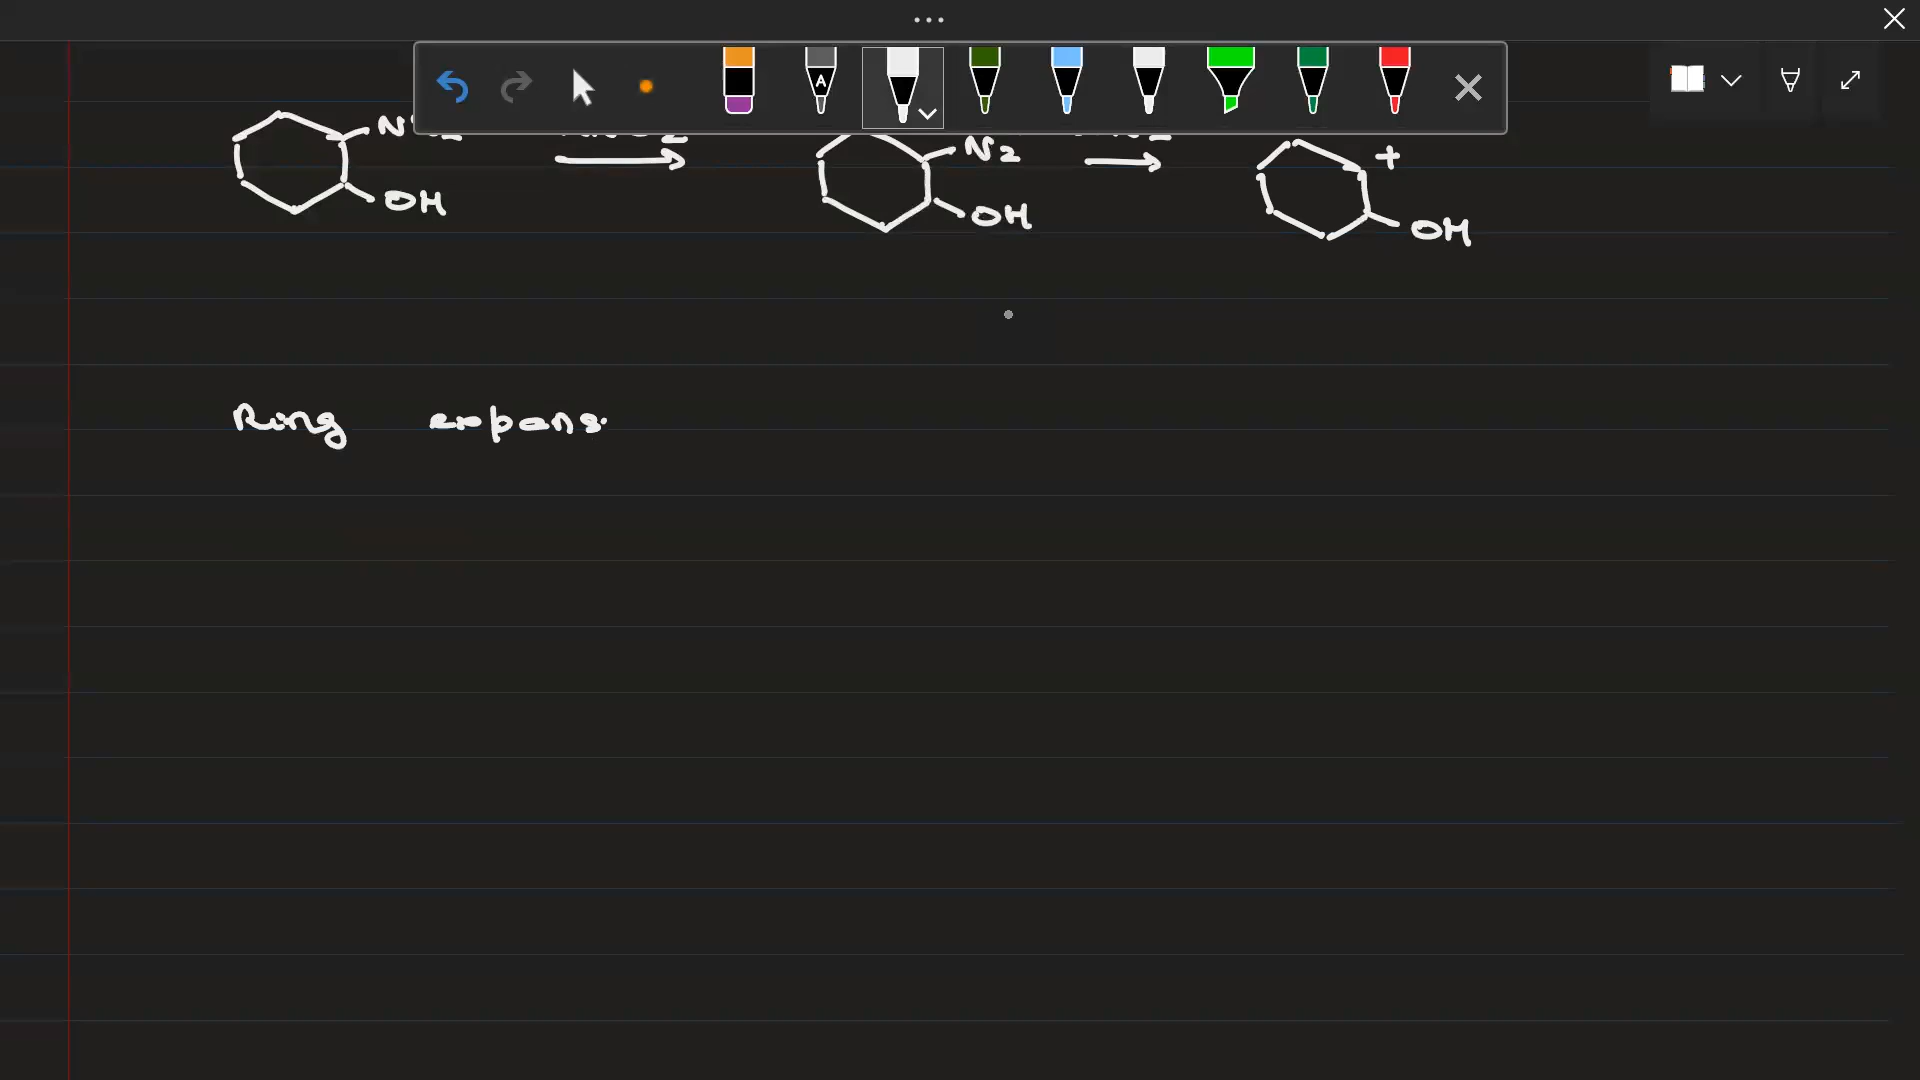 A
N2
+
OH
OH
OH
Ring expans